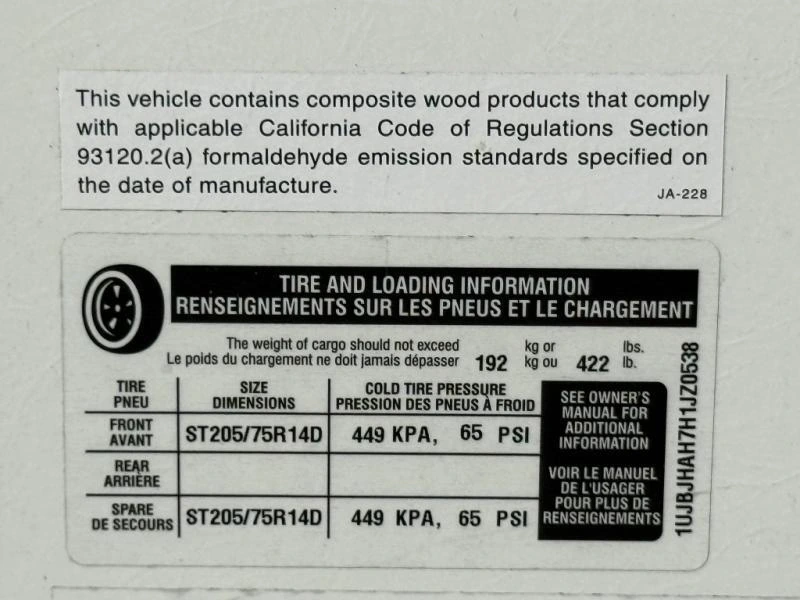 This vehicle contains composite wood products that comply
with applicable California Code of Regulations Section
93120.2(a) formaldehyde emission standards specified on
the date of manufacture.
JA-228
TIRE AND LOADING INFORMATION
RENSEIGNEMENTS SUR LES PNEUS ET LE CHARGEMENT
The weight of cargo should not exceed kg or lbs.
Le poids du chargement ne doit jamais dépasser 192 kg ou 422 lb.
TIRE SIZE COLD TIRE PRESSURE
PNEU DIMENSIONS PRESSION DES PNEUS À FROID
FRONT
AVANT
ST205/75R14D 449 KPA, 65 PSI
REAR
ARRIÈRE
SPARE
DE SECOURS
ST205/75R14D 449 KPA, 65 PSI
SEE OWNER'S
MANUAL FOR
ADDITIONAL
INFORMATION
VOIR LE MANUEL
DE L'USAGER
POUR PLUS DE
RENSEIGNEMENTS
1UJBJHAH7H1JZ0538